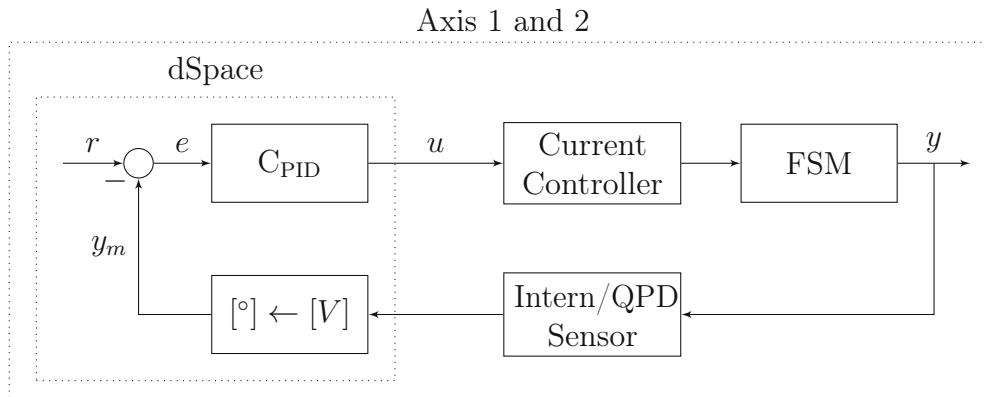 Axis 1 and 2
dSpace
r
e
C_PID
u
Current
Controller
FSM
y
−
y_m
[°] ← [V]
Intern/QPD
Sensor